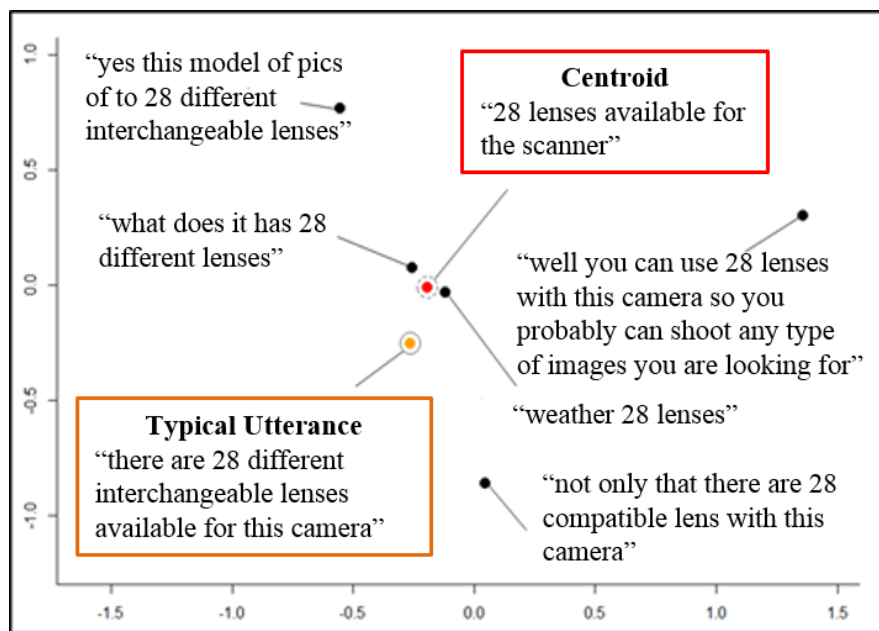 1.0
0.5
0.0
-0.5
-1.0
“yes this model of pics
of to 28 different
interchangeable lenses”
Centroid
“28 lenses available for
the scanner”
“what does it has 28
different lenses”
“well you can use 28 lenses
with this camera so you
probably can shoot any type
of images you are looking for”
“weather 28 lenses”
Typical Utterance
“there are 28 different
interchangeable lenses
available for this camera”
“not only that there are 28
compatible lens with this
camera”
-1.5 -1.0 -0.5 0.0 0.5 1.0 1.5